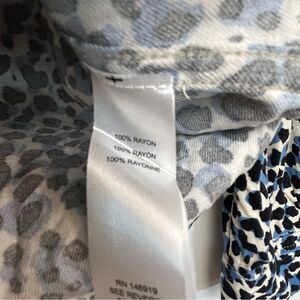 100% RAYON
100% RAYÓN
100% RAYONNE
RN 146919
SEE REVERSE